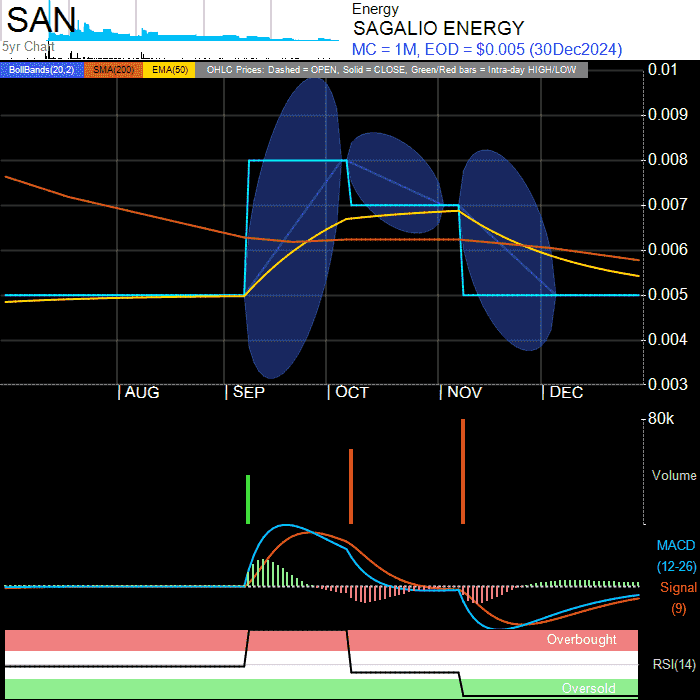 SAN
5yr Chart
Energy
SAGALIO ENERGY
MC = 1M, EOD = $0.005 (30Dec2024)
BollBands(20,2) SMA(200) EMA(50) OHLC Prices: Dashed = OPEN, Solid = CLOSE, Green/Red bars = Intra-day HIGH/LOW
0.01
0.009
0.008
0.007
0.006
0.005
0.004
0.003
AUG SEP OCT NOV DEC
80k
Volume
MACD
(12-26)
Signal
(9)
Overbought
RSI(14)
Oversold